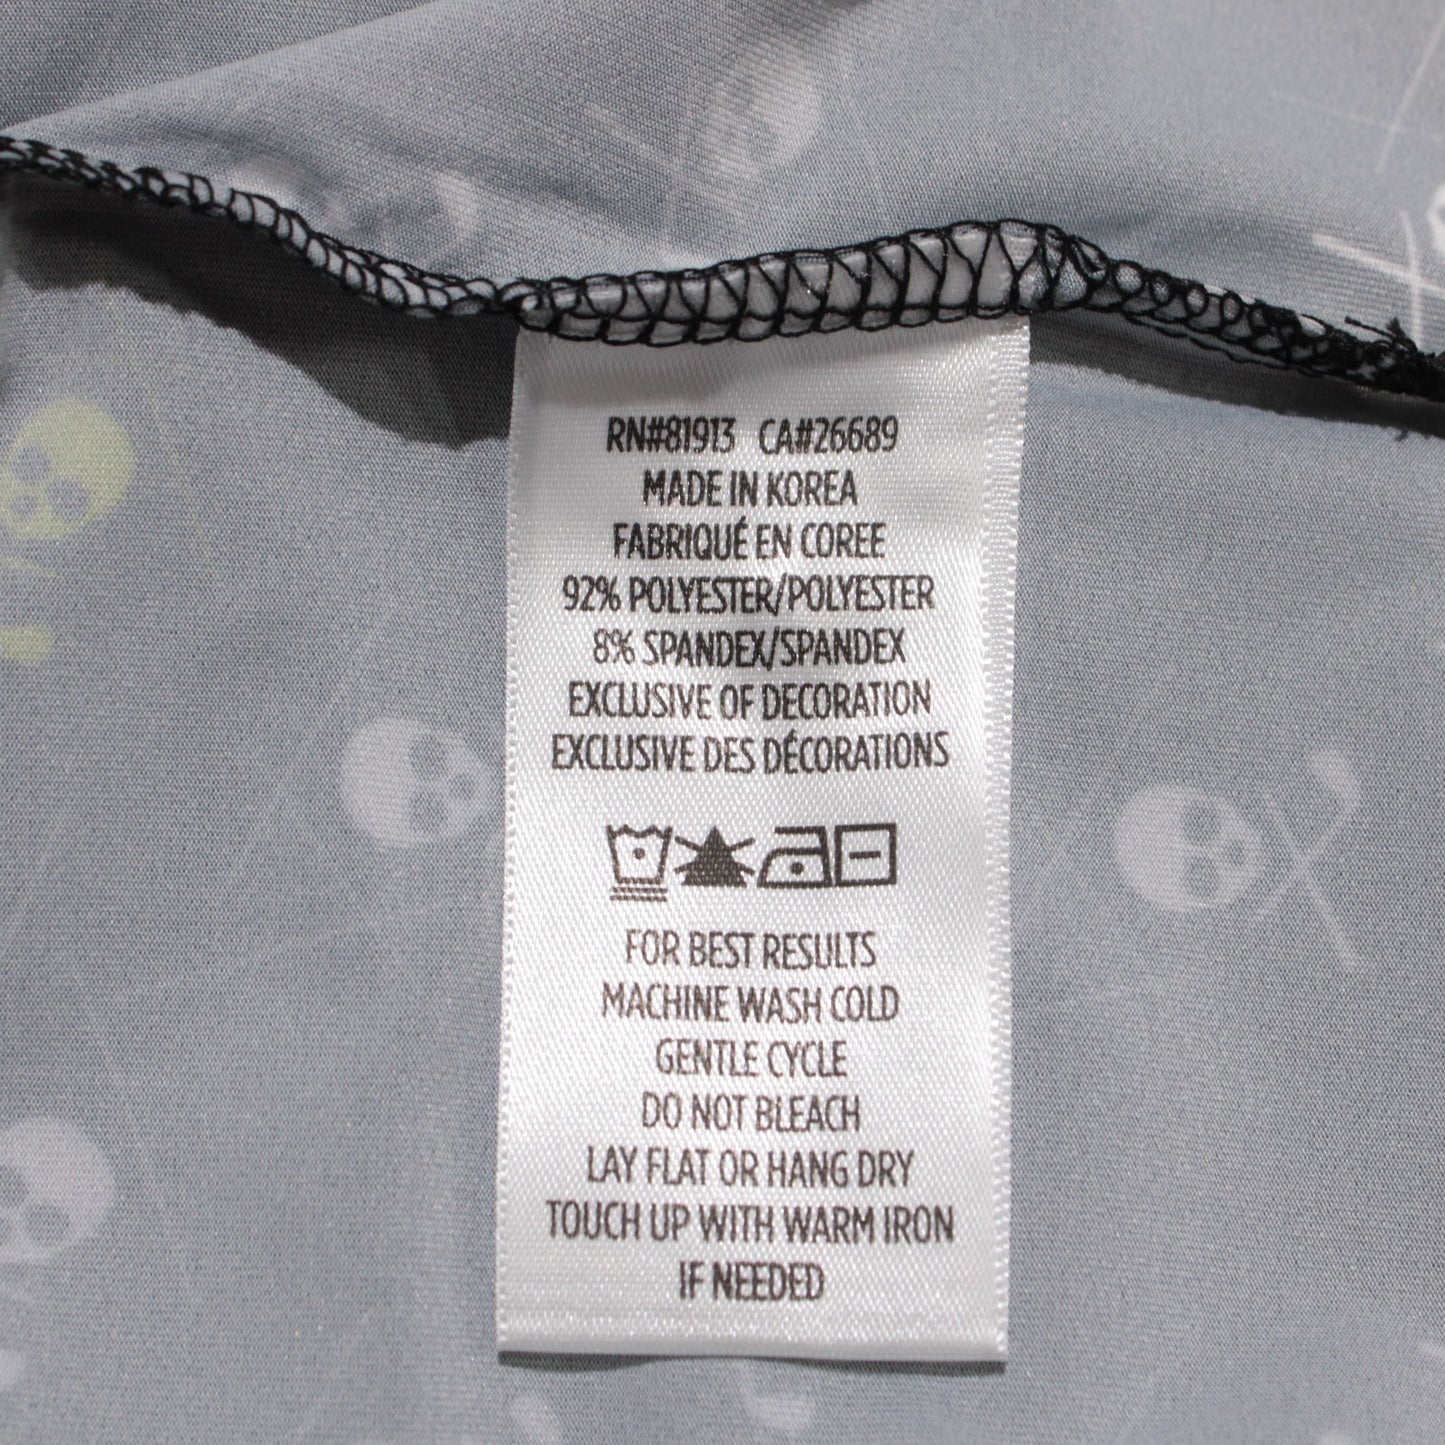 RN#81913 CA#26689
MADE IN KOREA
FABRIQUÉ EN COREE
92% POLYESTER/POLYESTER
8% SPANDEX/SPANDEX
EXCLUSIVE OF DECORATION
EXCLUSIVE DES DÉCORATIONS
FOR BEST RESULTS
MACHINE WASH COLD
GENTLE CYCLE
DO NOT BLEACH
LAY FLAT OR HANG DRY
TOUCH UP WITH WARM IRON
IF NEEDED